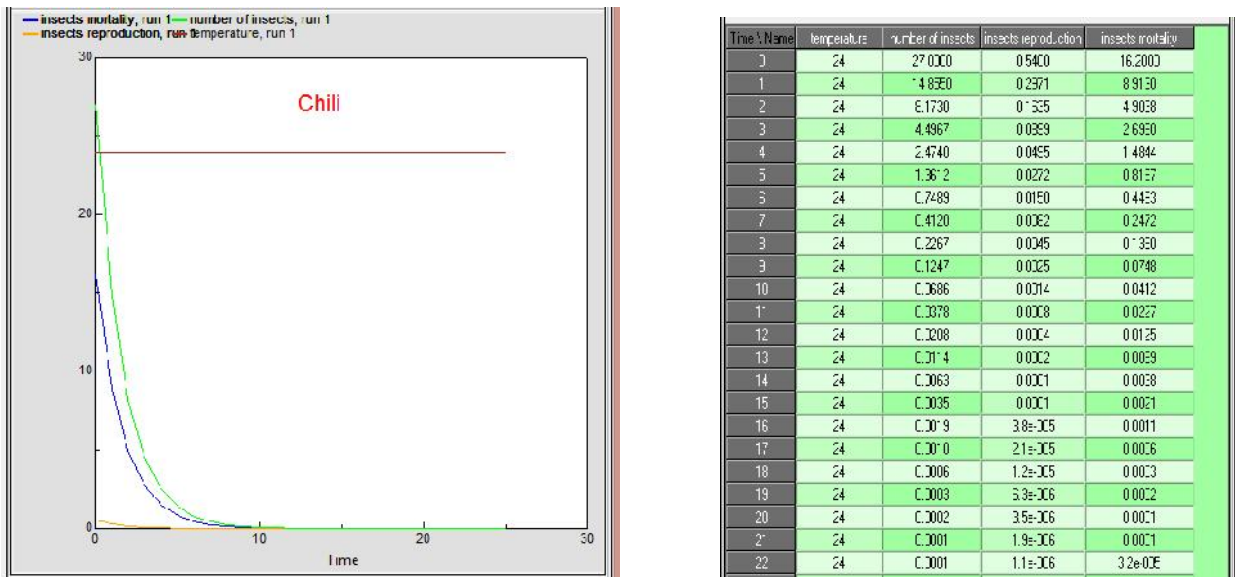 insects mortality, run 1 number of insects, run 1
insects reproduction, run 1 temperature, run 1
30
Chili
20
10
0
0 10 20 30
Time
Time \ Name temperature number of insects insects reproduction insects mortality
0 24 27.0000 0.5400 16.2000
1 24 14.8550 0.2971 8.9130
2 24 8.1730 0.1635 4.9038
3 24 4.4967 0.0899 2.6980
4 24 2.4740 0.0495 1.4844
5 24 1.3612 0.0272 0.8167
6 24 0.7489 0.0150 0.4493
7 24 0.4120 0.0082 0.2472
8 24 0.2267 0.0045 0.1360
9 24 0.1247 0.0025 0.0748
10 24 0.0686 0.0014 0.0412
11 24 0.0378 0.0008 0.0227
12 24 0.0208 0.0004 0.0125
13 24 0.0114 0.0002 0.0069
14 24 0.0063 0.0001 0.0038
15 24 0.0035 0.0001 0.0021
16 24 0.0019 3.8e-005 0.0011
17 24 0.0010 2.1e-005 0.0006
18 24 0.0006 1.2e-005 0.0003
19 24 0.0003 6.3e-006 0.0002
20 24 0.0002 3.5e-006 0.0001
21 24 0.0001 1.9e-006 0.0001
22 24 0.0001 1.1e-006 3.2e-005